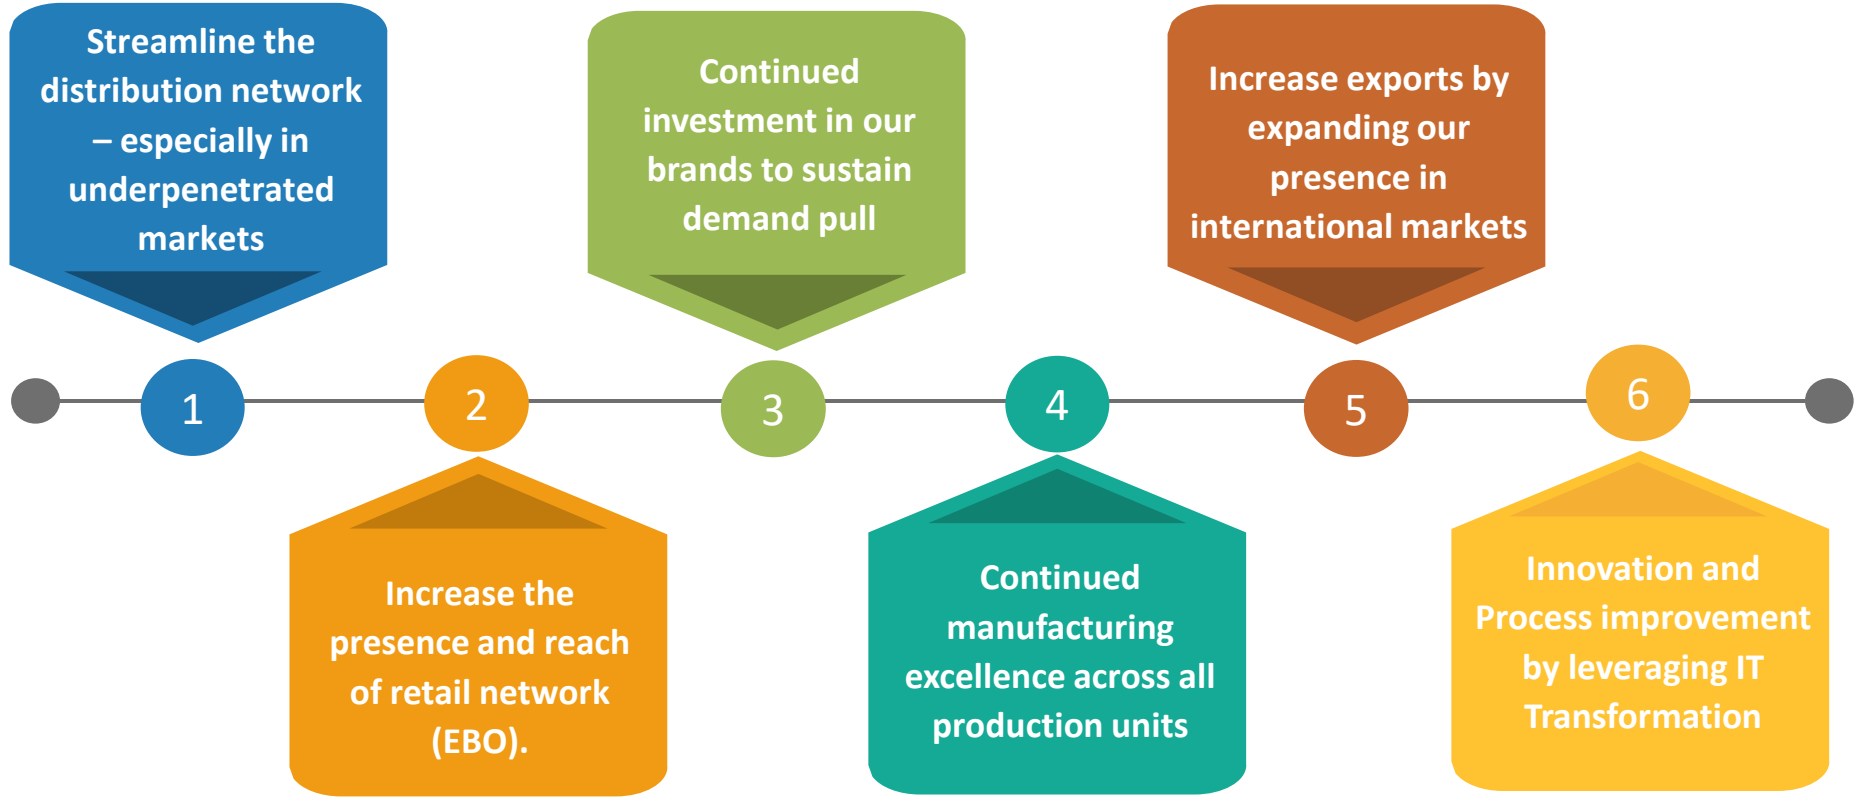 Streamline the
distribution network
– especially in
underpenetrated
markets
1
2
Increase the
presence and reach
of retail network
(EBO).
Continued
investment in our
brands to sustain
demand pull
3
4
Continued
manufacturing
excellence across all
production units
Increase exports by
expanding our
presence in
international markets
5
6
Innovation and
Process improvement
by leveraging IT
Transformation